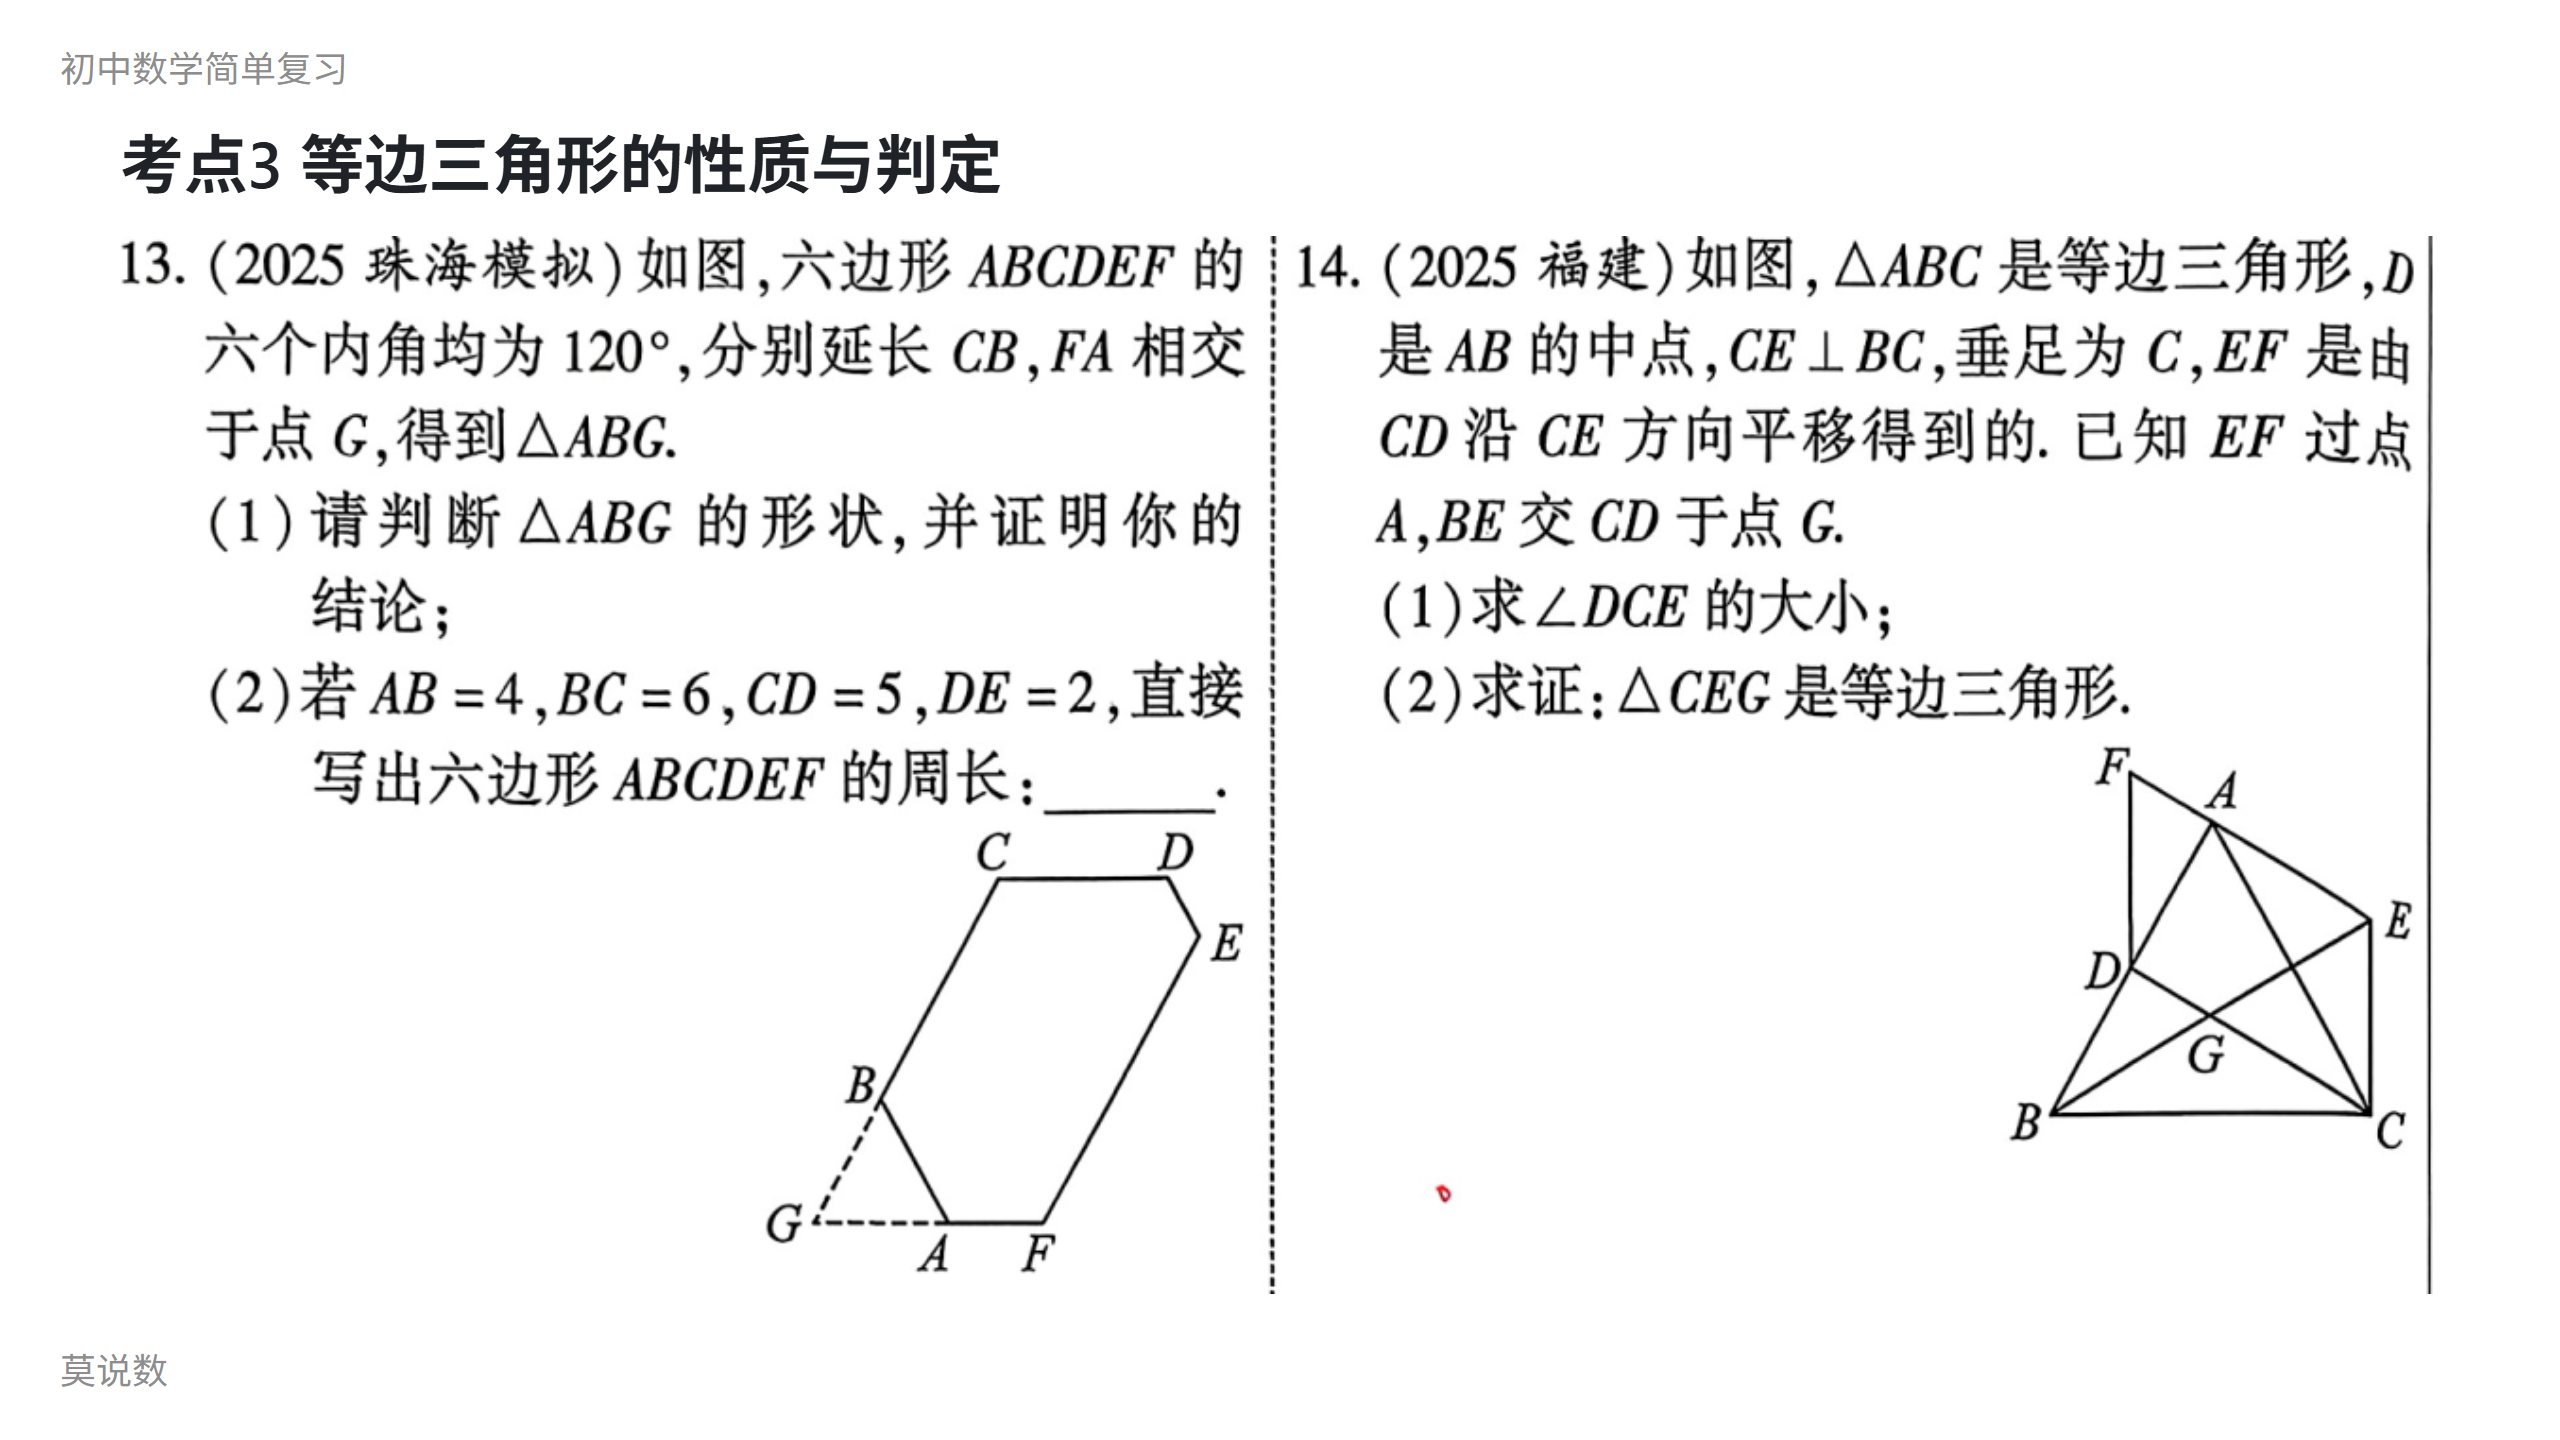 初中数学简单复习
考点3 等边三角形的性质与判定
13. (2025 珠海模拟)如图,六边形 ABCDEF 的
六个内角均为 120°,分别延长 CB,FA 相交
于点 G,得到△ABG.
(1)请判断△ABG 的形状,并证明你的
结论;
(2)若 AB=4,BC=6,CD=5,DE=2,直接
写出六边形 ABCDEF 的周长:______.
C
D
E
B
G
A
F
14. (2025 福建)如图,△ABC 是等边三角形,D
是 AB 的中点,CE⊥BC,垂足为 C,EF 是由
CD 沿 CE 方向平移得到的. 已知 EF 过点
A,BE 交 CD 于点 G.
(1)求∠DCE 的大小;
(2)求证:△CEG 是等边三角形.
F
A
E
D
G
B
C
莫说数